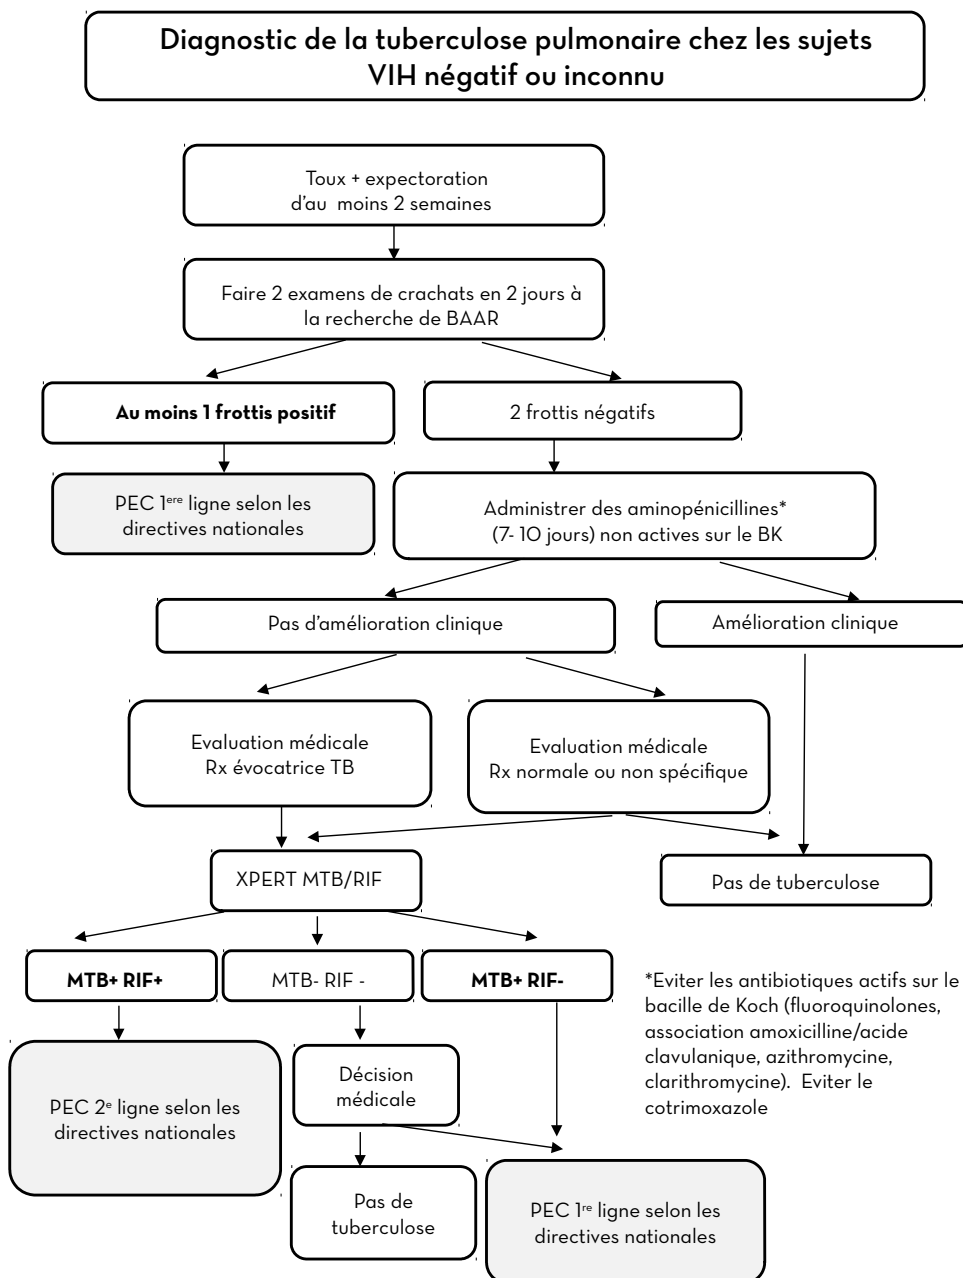 Diagnostic de la tuberculose pulmonaire chez les sujets
VIH négatif ou inconnu
Toux + expectoration
d'au moins 2 semaines
Faire 2 examens de crachats en 2 jours à
la recherche de BAAR
Au moins 1 frottis positif
2 frottis négatifs
PEC 1ere ligne selon les
directives nationales
Administrer des aminopénicillines*
(7- 10 jours) non actives sur le BK
Pas d'amélioration clinique
Amélioration clinique
Evaluation médicale
Rx évocatrice TB
Evaluation médicale
Rx normale ou non spécifique
XPERT MTB/RIF
Pas de tuberculose
MTB+ RIF+
MTB- RIF -
MTB+ RIF-
*Eviter les antibiotiques actifs sur le
bacille de Koch (fluoroquinolones,
association amoxicilline/acide
clavulanique, azithromycine,
clarithromycine). Eviter le
cotrimoxazole
PEC 2e ligne selon les
directives nationales
Décision
médicale
Pas de
tuberculose
PEC 1re ligne selon les
directives nationales